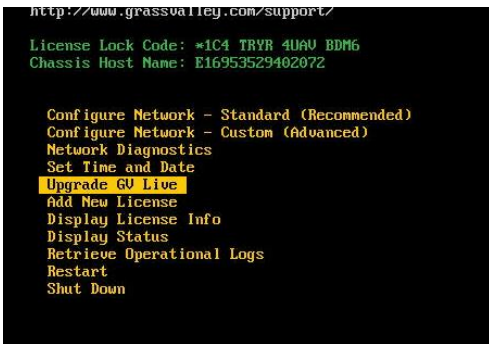 http://www.grassvalley.com/support/
License Lock Code: *1C4 TRYR 4UAV BDM6
Chassis Host Name: E16953529402072
Configure Network - Standard (Recommended)
Configure Network - Custom (Advanced)
Network Diagnostics
Set Time and Date
Upgrade GV Live
Add New License
Display License Info
Display Status
Retrieve Operational Logs
Restart
Shut Down